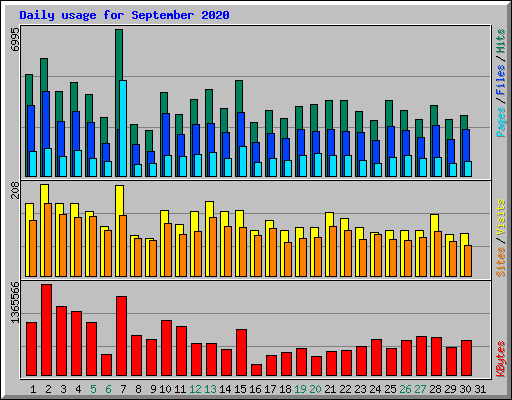 Daily usage for September 2020
6995
208
1365566
Pages / Files / Hits
Sites / Visits
KBytes
1 2 3 4 5 6 7 8 9 10 11 12 13 14 15 16 17 18 19 20 21 22 23 24 25 26 27 28 29 30 31